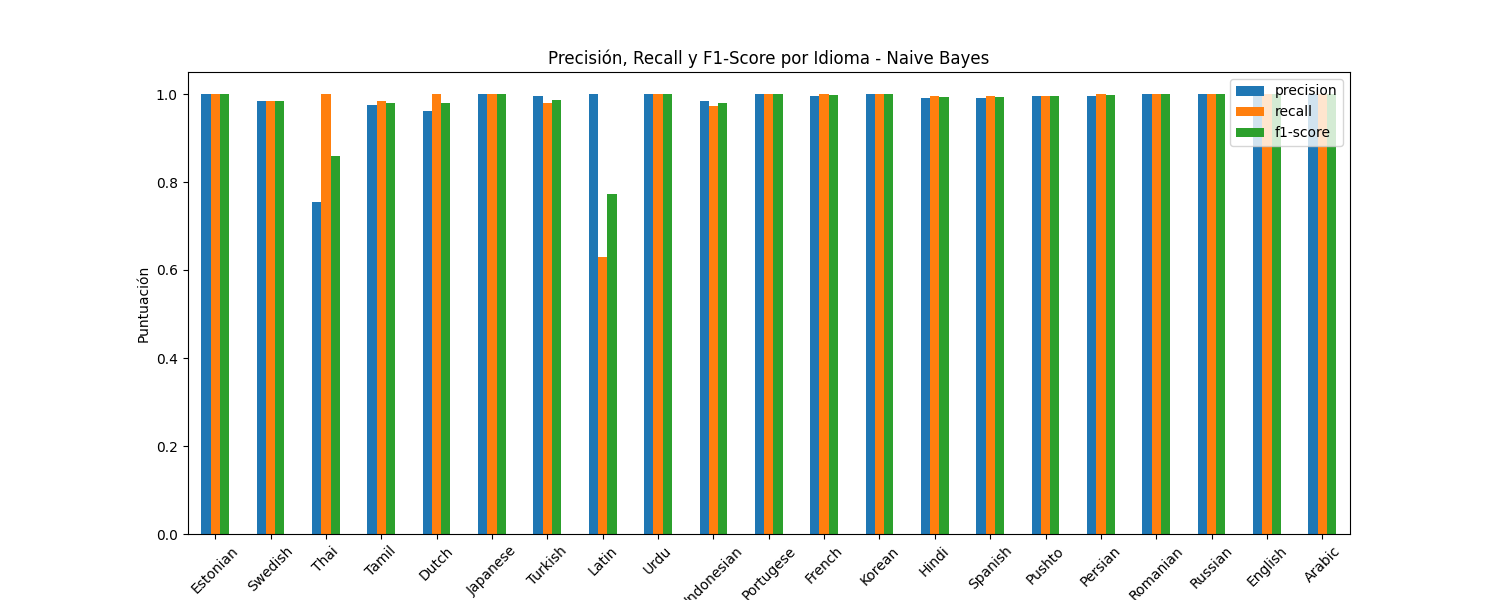 Precisión, Recall y F1-Score por Idioma - Naive Bayes
precision
recall
f1-score
Puntuación
1.0
0.8
0.6
0.4
0.2
0.0
Estonian
Swedish
Thai
Tamil
Dutch
Japanese
Turkish
Latin
Urdu
Indonesian
Portugese
French
Korean
Hindi
Spanish
Pushto
Persian
Romanian
Russian
English
Arabic